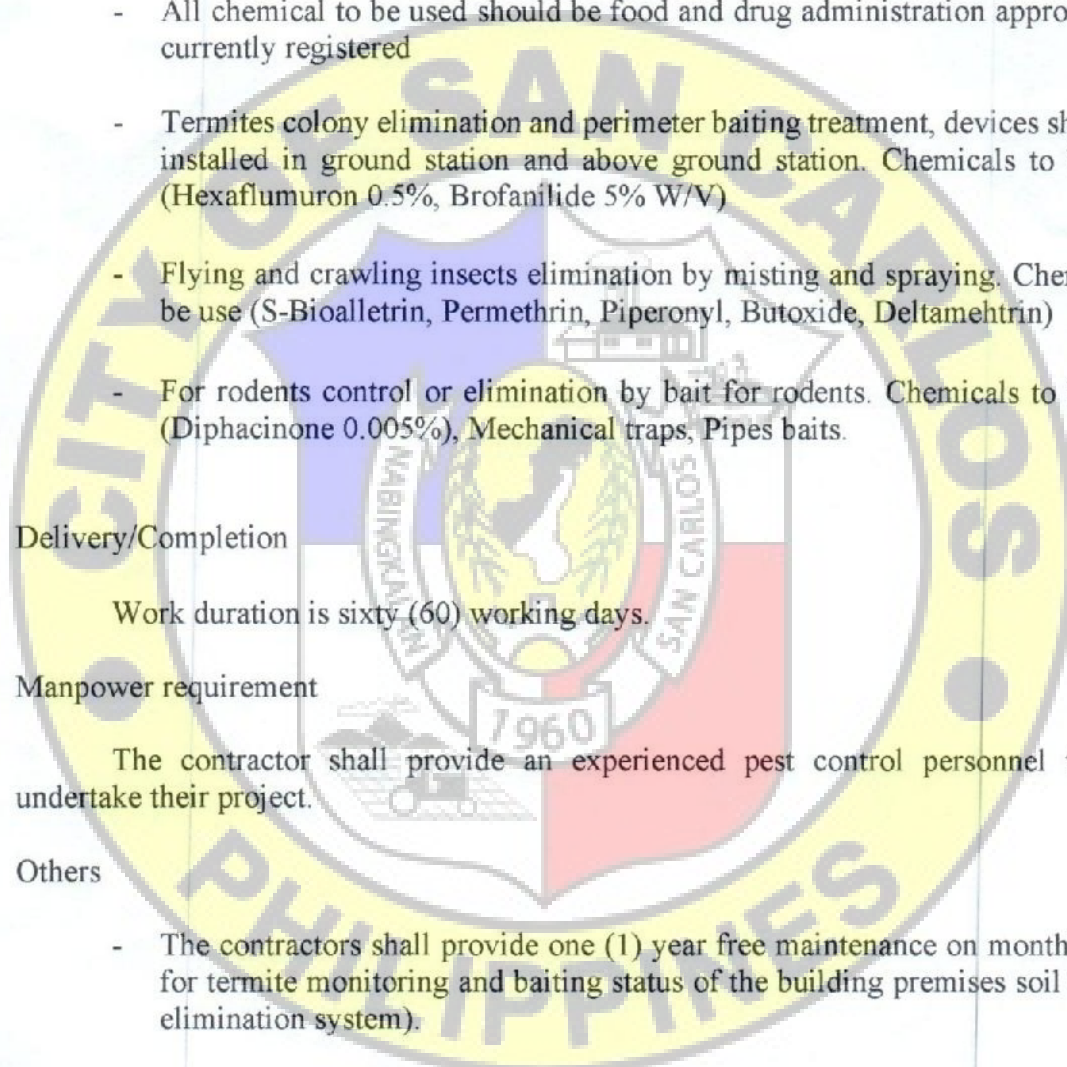 - All chemical to be used should be food and drug administration appro
currently registered
- Termites colony elimination and perimeter baiting treatment, devices sh
installed in ground station and above ground station. Chemicals to
(Hexaflumuron 0.5%, Brofanilide 5% W/V)
- Flying and crawling insects elimination by misting and spraying. Che
be use (S-Bioalletrin, Permethrin, Piperonyl, Butoxide, Deltamehtrin)
- For rodents control or elimination by bait for rodents. Chemicals to
(Diphacinone 0.005%), Mechanical traps, Pipes baits.
Delivery/Completion
Work duration is sixty (60) working days.
Manpower requirement
The contractor shall provide an experienced pest control personnel
undertake their project.
Others
- The contractors shall provide one (1) year free maintenance on month
for termite monitoring and baiting status of the building premises soil
elimination system).
CITY OF SAN CARLOS
PHILIPPINES
SAN CARLOS
1960